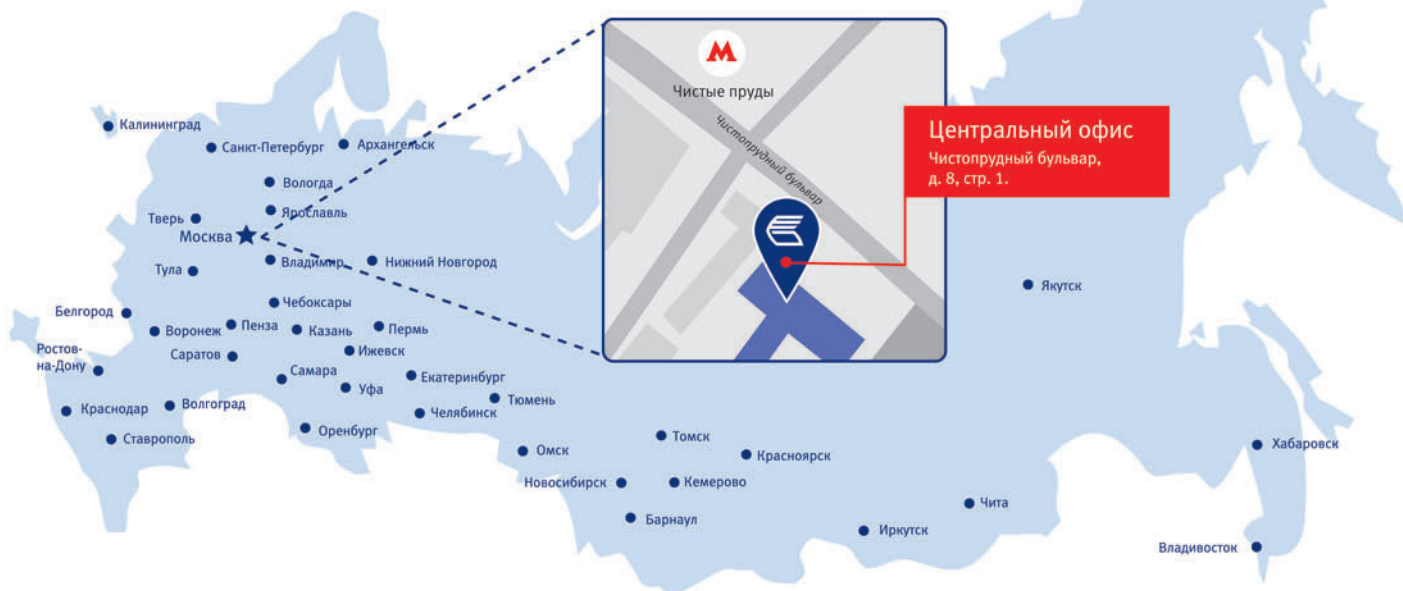 М
Чистые пруды
Чистопрудный бульвар
Центральный офис
Чистопрудный бульвар,
д. 8, стр. 1.
Калининград
Санкт-Петербург
Архангельск
Вологда
Тверь
Ярославль
Москва
Тула
Владимир
Нижний Новгород
Якутск
Чебоксары
Белгород
Воронеж
Пенза
Казань
Пермь
Ростов-
на-Дону
Саратов
Ижевск
Самара
Уфа
Екатеринбург
Тюмень
Краснодар
Волгоград
Челябинск
Ставрополь
Оренбург
Омск
Томск
Красноярск
Хабаровск
Новосибирск
Кемерово
Барнаул
Чита
Иркутск
Владивосток